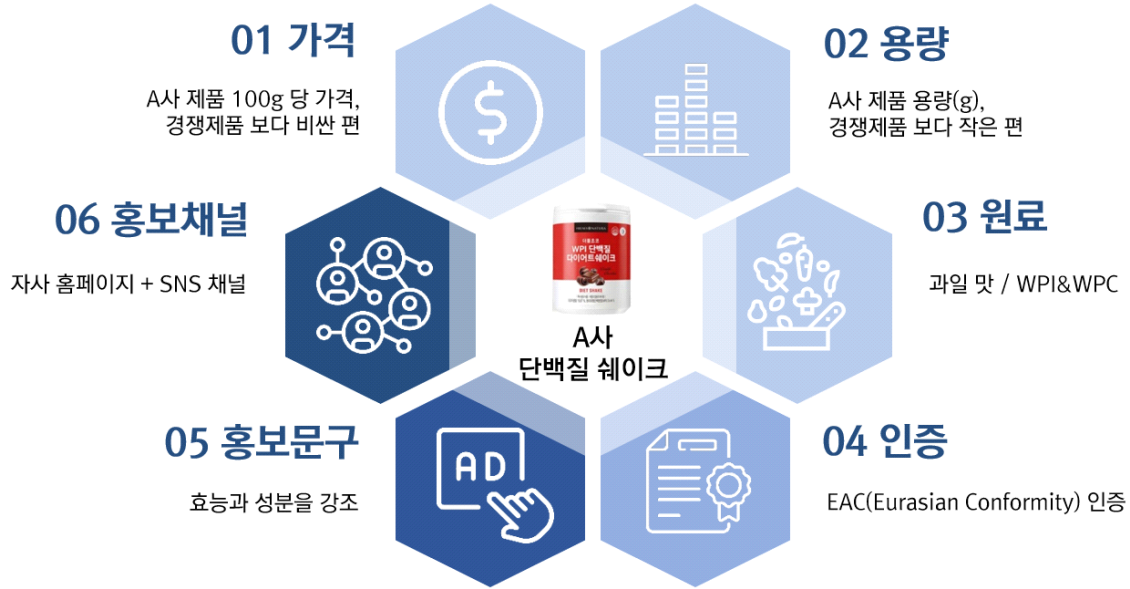 01 가격
A사 제품 100g 당 가격,
경쟁제품 보다 비싼 편
02 용량
A사 제품 용량(g),
경쟁제품 보다 작은 편
03 원료
과일 맛 / WPI&WPC
04 인증
EAC(Eurasian Conformity) 인증
05 홍보문구
효능과 성분을 강조
AD
06 홍보채널
자사 홈페이지 + SNS 채널
WPI 단백질
다이어트쉐이크
DIET SHAKE
A사
단백질 쉐이크